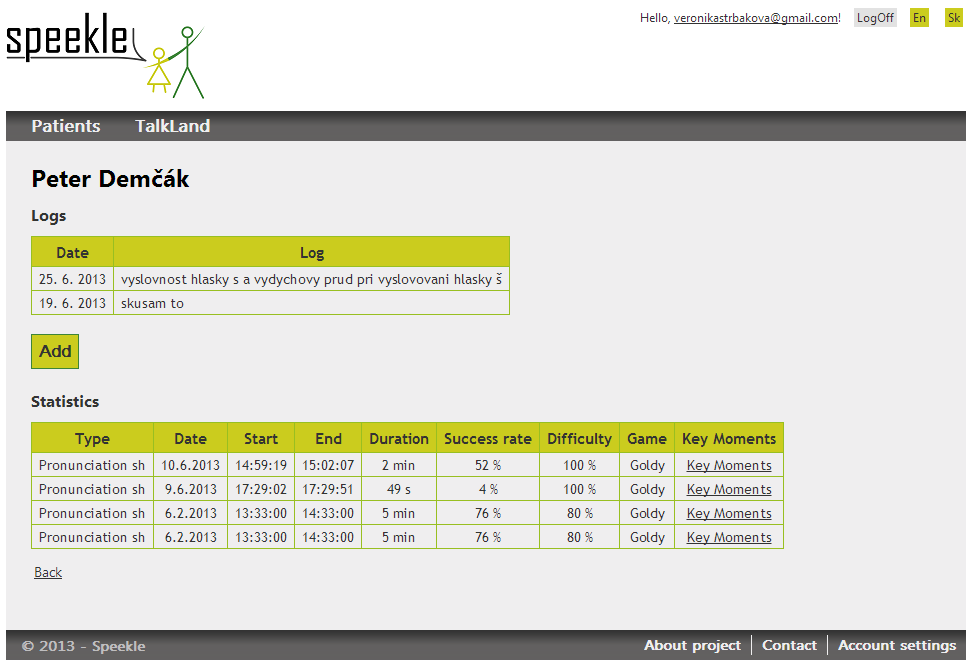 Hello, veronikastrbakova@gmail.com! LogOff En Sk
speekle
Patients TalkLand
Peter Demčák
Logs
Date Log
25. 6. 2013 vyslovnost hlasky s a vydychovy prud pri vyslovovani hlasky š
19. 6. 2013 skusam to
Add
Statistics
Type Date Start End Duration Success rate Difficulty Game Key Moments
Pronunciation sh 10.6.2013 14:59:19 15:02:07 2 min 52 % 100 % Goldy Key Moments
Pronunciation sh 9.6.2013 17:29:02 17:29:51 49 s 4 % 100 % Goldy Key Moments
Pronunciation sh 6.2.2013 13:33:00 14:33:00 5 min 76 % 80 % Goldy Key Moments
Pronunciation sh 6.2.2013 13:33:00 14:33:00 5 min 76 % 80 % Goldy Key Moments
Back
© 2013 - Speekle About project Contact Account settings